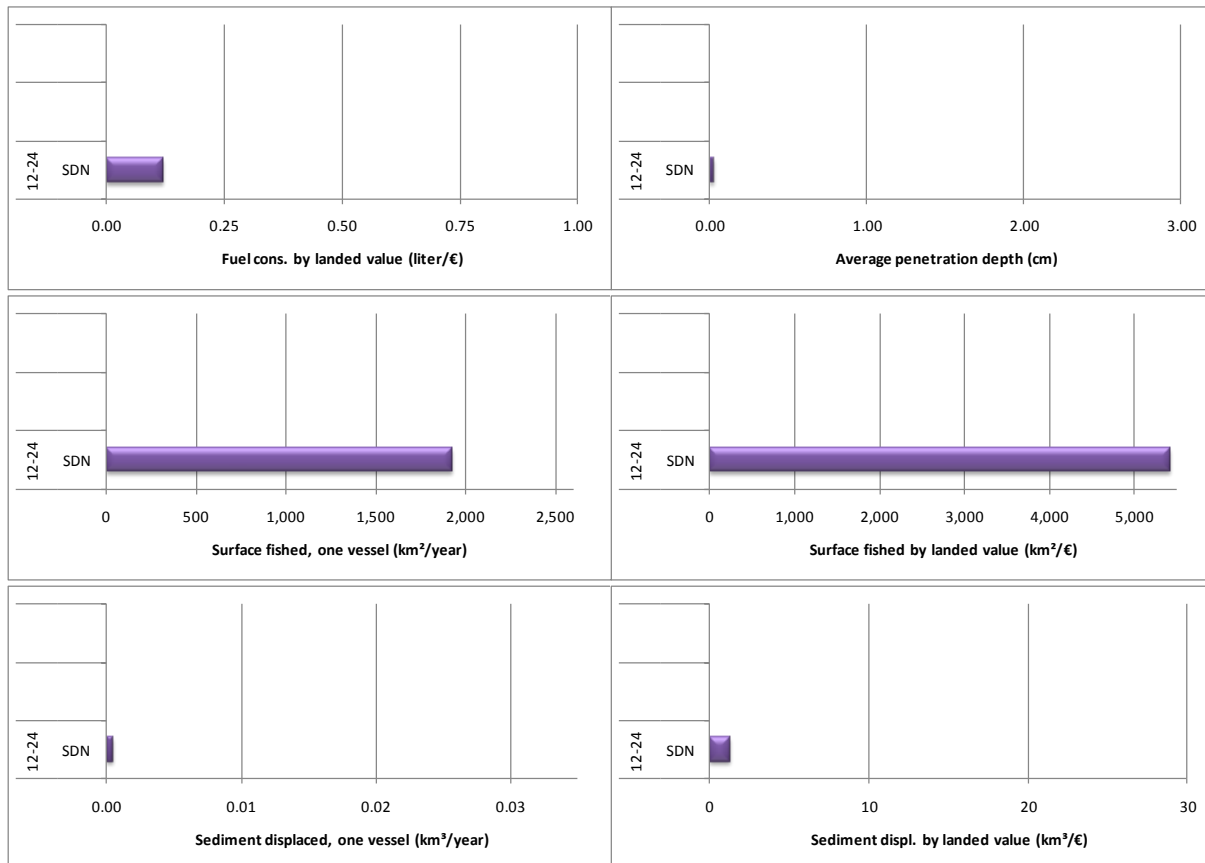 12-24
SDN
0.00 0.25 0.50 0.75 1.00
Fuel cons. by landed value (liter/€)
12-24
SDN
0.00 1.00 2.00 3.00
Average penetration depth (cm)
12-24
SDN
0 500 1,000 1,500 2,000 2,500
Surface fished, one vessel (km²/year)
12-24
SDN
0 1,000 2,000 3,000 4,000 5,000
Surface fished by landed value (km²/€)
12-24
SDN
0.00 0.01 0.02 0.03
Sediment displaced, one vessel (km³/year)
12-24
SDN
0 10 20 30
Sediment displ. by landed value (km³/€)